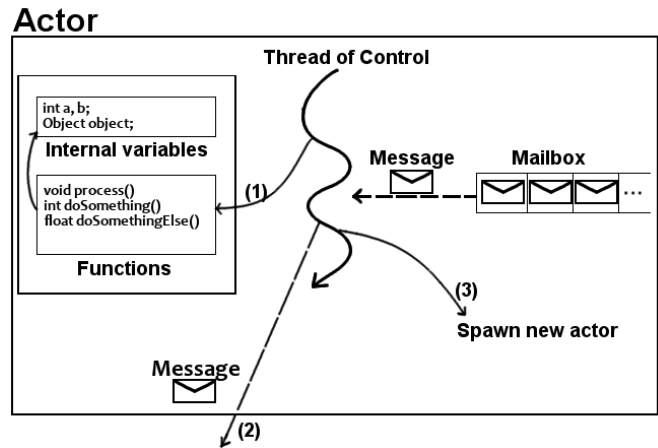 Actor
Thread of Control
int a, b;
Object object;
Internal variables
void process()
int doSomething()
float doSomethingElse()
Functions
(1)
Message
Mailbox
...
(3)
Spawn new actor
Message
(2)